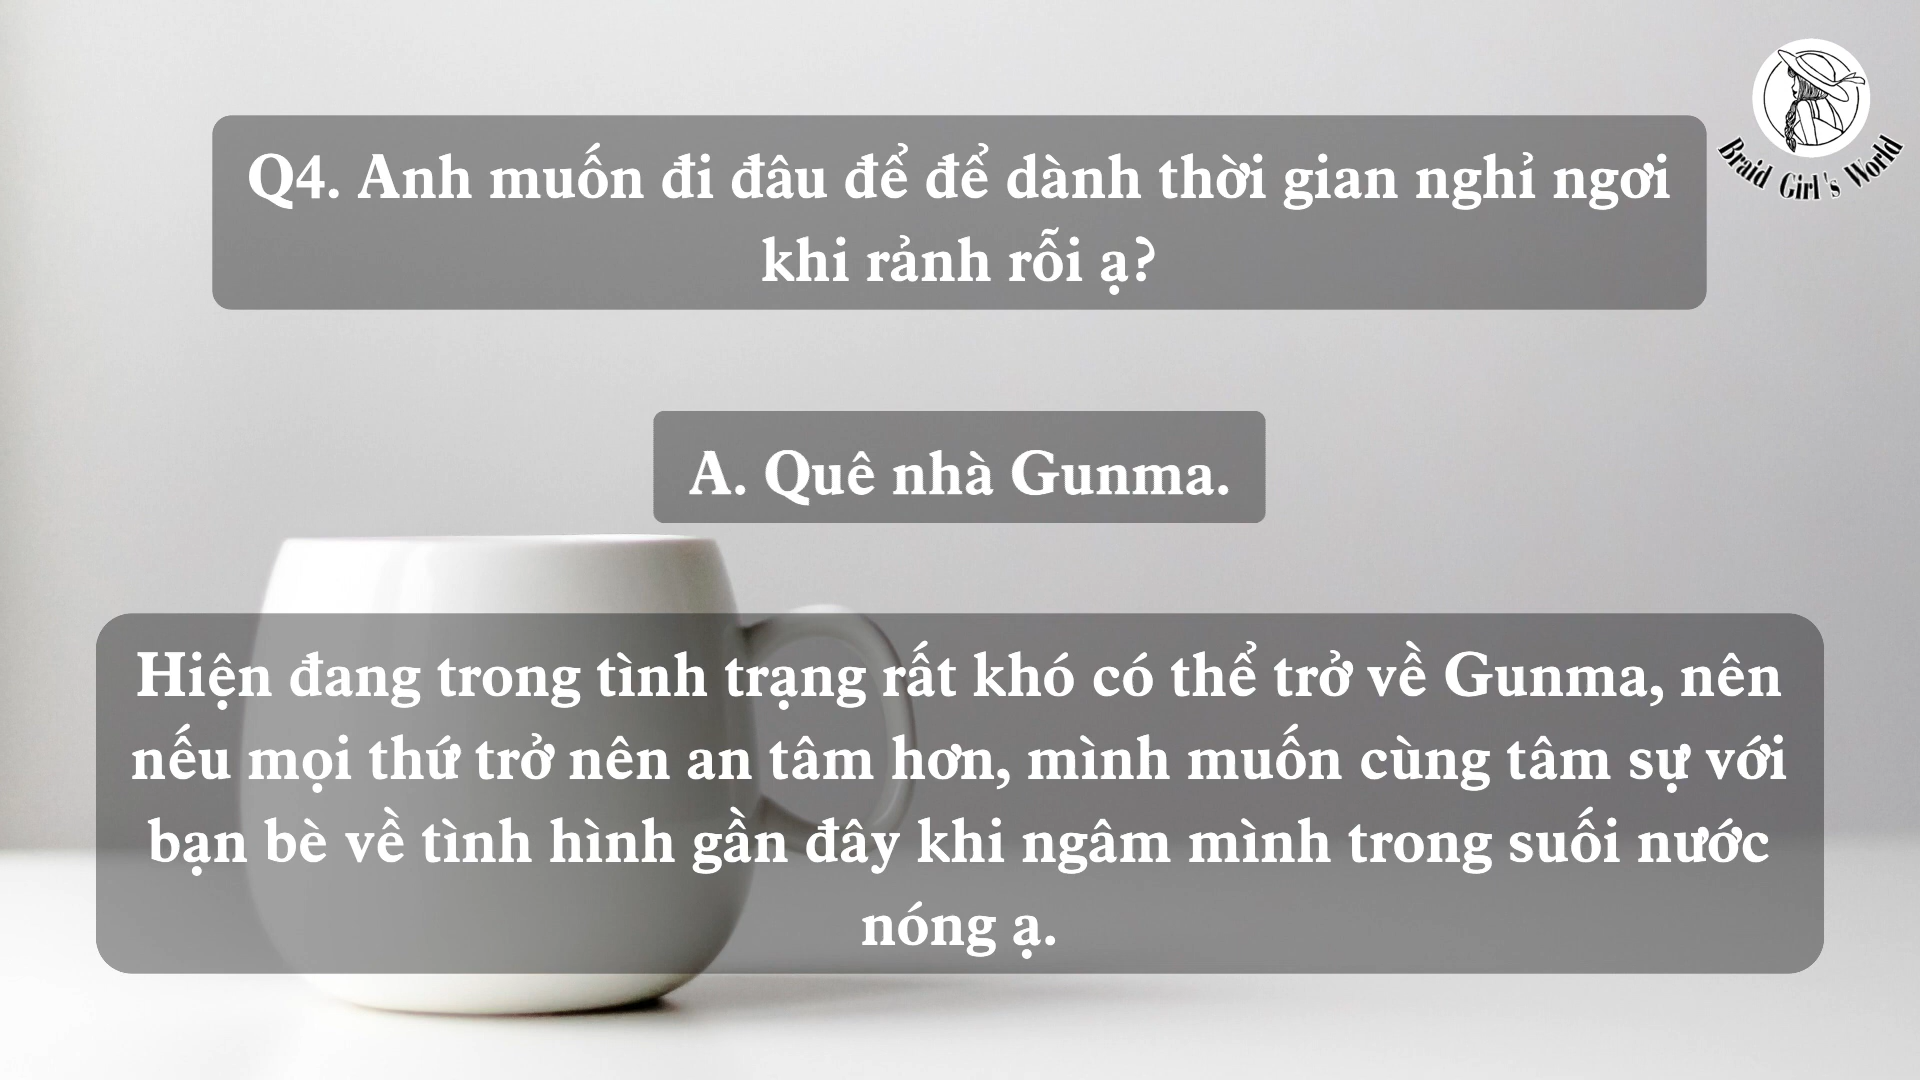 Braid Girl's World
Q4. Anh muốn đi đâu để để dành thời gian nghỉ ngơi
khi rảnh rỗi ạ?
A. Quê nhà Gunma.
Hiện đang trong tình trạng rất khó có thể trở về Gunma, nên
nếu mọi thứ trở nên an tâm hơn, mình muốn cùng tâm sự với
bạn bè về tình hình gần đây khi ngâm mình trong suối nước
nóng ạ.